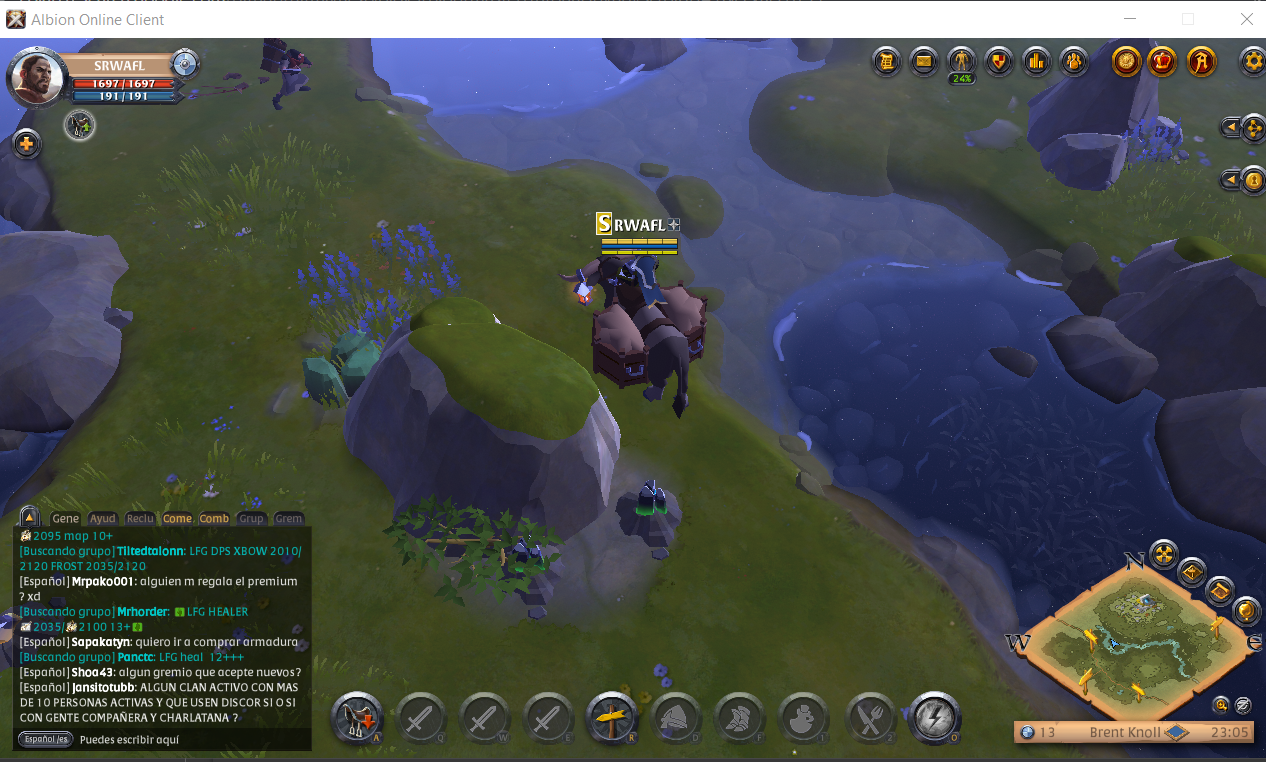 Albion Online Client
SRWAFL
1697 / 1697
191 / 191
24%
SRWAFL
Gene Ayud Reclu Come. Comb Grup Grem
2095 map 10+
[Buscando grupo] Tiltedtalonn: LFG DPS XBOW 2010/
2120 FROST 2035/2120
[Español] Mrpako001: alguien m regala el premium
? xd
[Buscando grupo] Mrhorder: LFG HEALER
2035/ 2100 13+
[Español] Sapakatyn: quiero ir a comprar armadura
[Buscando grupo] Panctc: LFG heal 12+++
[Español] Shoa43: algun gremio que acepte nuevos?
[Español] Jansitotubb: ALGUN CLAN ACTIVO CON MAS
DE 10 PERSONAS ACTIVAS Y QUE USEN DISCOR SI O SI
CON GENTE COMPAÑERA Y CHARLATANA ?
Español /es Puedes escribir aquí
A Q W E R D F 1 2 O
N
W E
13 Brent Knoll 23:05